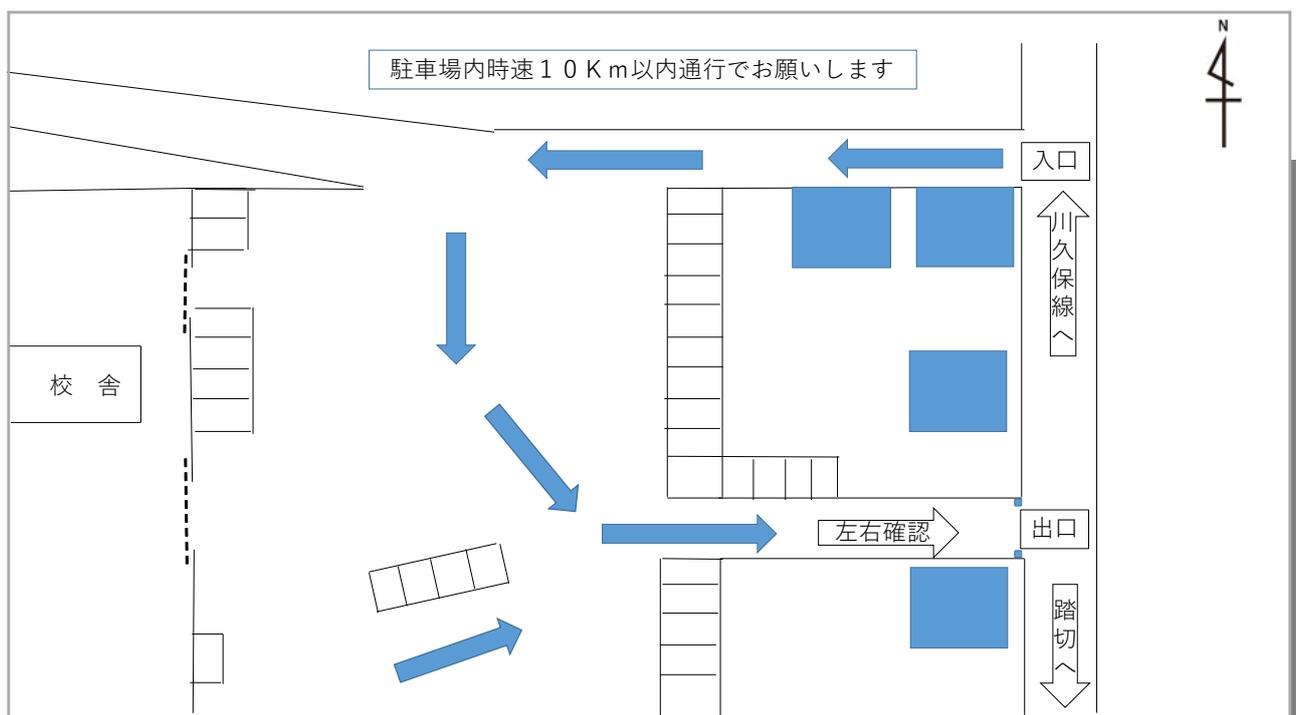 N
駐車場内時速１０Ｋｍ以内通行でお願いします
入口
川久保線へ
校　舎
左右確認
出口
踏切へ